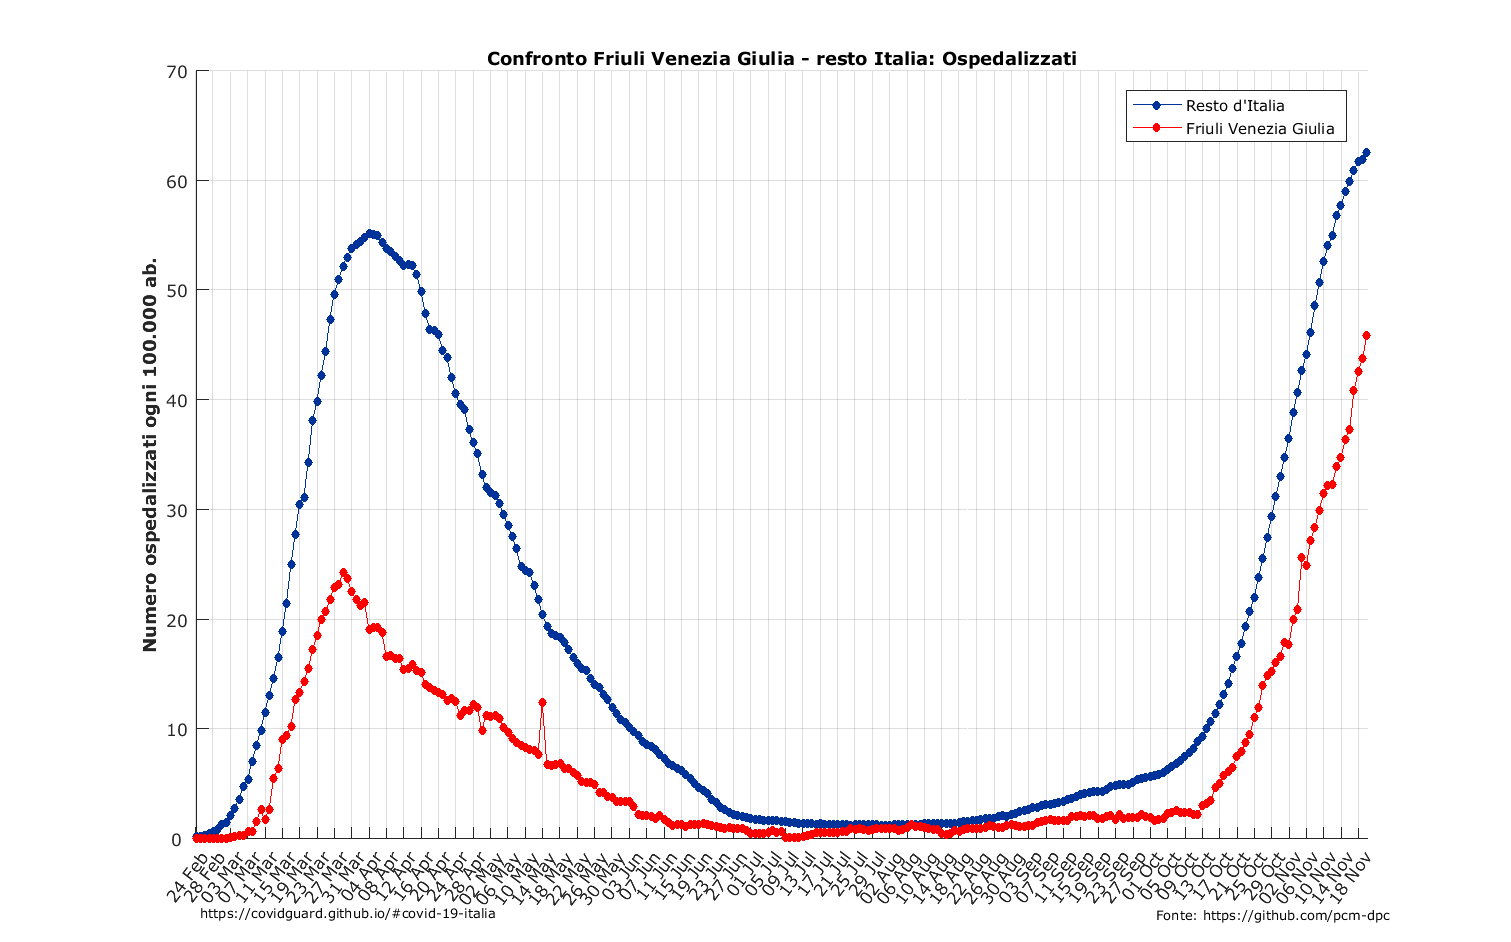 Confronto Friuli Venezia Giulia - resto Italia: Ospedalizzati
Resto d'Italia
Friuli Venezia Giulia
Numero ospedalizzati ogni 100.000 ab.
70
60
50
40
30
20
10
0
24 Feb
28 Feb
03 Mar
07 Mar
11 Mar
15 Mar
19 Mar
23 Mar
27 Mar
31 Mar
04 Apr
08 Apr
12 Apr
16 Apr
20 Apr
24 Apr
28 Apr
02 May
06 May
10 May
14 May
18 May
22 May
26 May
30 May
03 Jun
07 Jun
11 Jun
15 Jun
19 Jun
23 Jun
27 Jun
01 Jul
05 Jul
09 Jul
13 Jul
17 Jul
21 Jul
25 Jul
29 Jul
02 Aug
06 Aug
10 Aug
14 Aug
18 Aug
22 Aug
26 Aug
30 Aug
03 Sep
07 Sep
11 Sep
15 Sep
19 Sep
23 Sep
27 Sep
01 Oct
05 Oct
09 Oct
13 Oct
17 Oct
21 Oct
25 Oct
29 Oct
02 Nov
06 Nov
10 Nov
14 Nov
18 Nov
https://covidguard.github.io/#covid-19-italia
Fonte: https://github.com/pcm-dpc